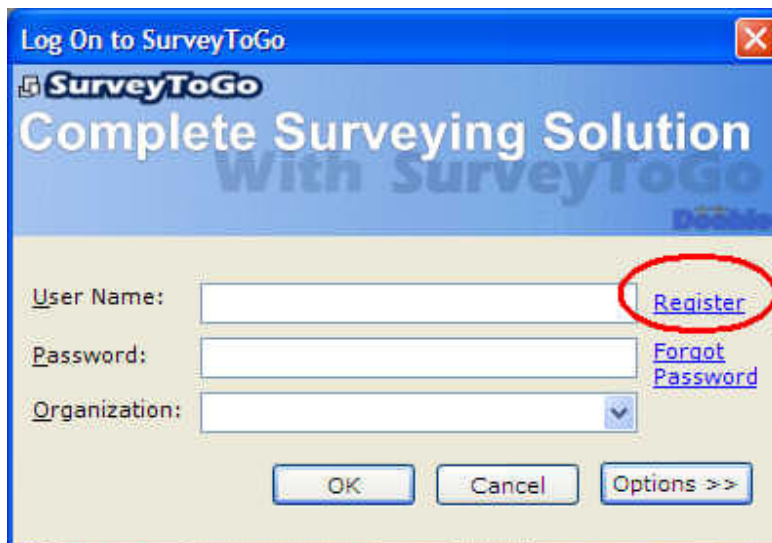 Log On to SurveyToGo
SurveyToGo
Complete Surveying Solution
With SurveyToGo
Dooblo
User Name:
Register
Password:
Forgot
Password
Organization:
OK
Cancel
Options >>